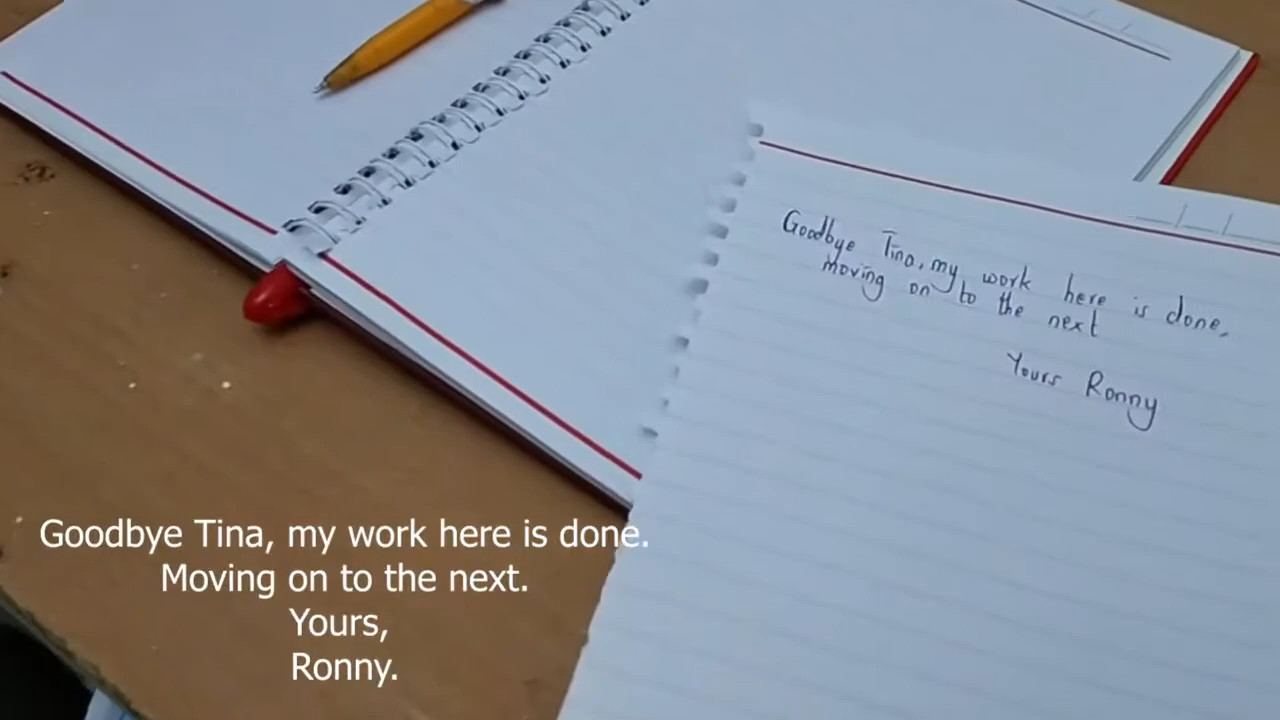 Goodbye Tina, my work here is done,
moving on to the next
Yours Ronny
Goodbye Tina, my work here is done.
Moving on to the next.
Yours,
Ronny.